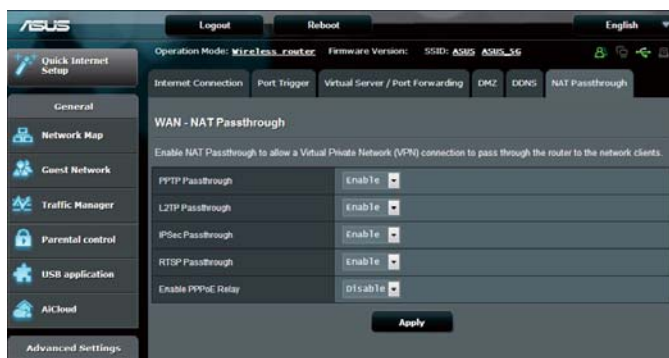 ASUS
Logout
Reboot
English
Operation Mode: Wireless router Firmware Version: SSID: ASUS ASUS_5G
Quick Internet Setup
General
Network Map
Guest Network
Traffic Manager
Parental control
USB application
AiCloud
Advanced Settings
Internet Connection
Port Trigger
Virtual Server / Port Forwarding
DMZ
DDNS
NAT Passthrough
WAN - NAT Passthrough
Enable NAT Passthrough to allow a Virtual Private Network (VPN) connection to pass through the router to the network clients.
PPTP Passthrough Enable
L2TP Passthrough Enable
IPSec Passthrough Enable
RTSP Passthrough Enable
Enable PPPoE Relay Disable
Apply